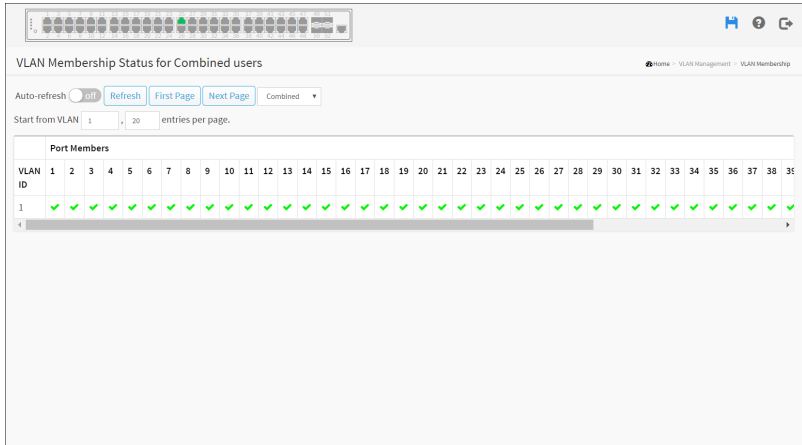 VLAN Membership Status for Combined users
Home > VLAN Management > VLAN Membership
Auto-refresh off Refresh First Page Next Page Combined
Start from VLAN 1 , 20 entries per page.
Port Members
VLAN ID 1 2 3 4 5 6 7 8 9 10 11 12 13 14 15 16 17 18 19 20 21 22 23 24 25 26 27 28 29 30 31 32 33 34 35 36 37 38 39
1